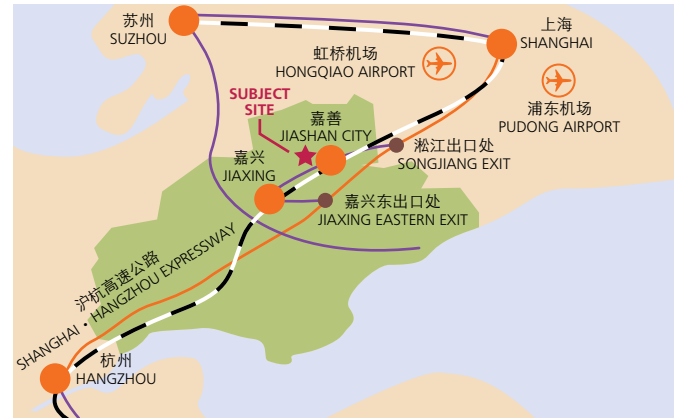 苏州
SUZHOU
上海
SHANGHAI
虹桥机场
HONGQIAO AIRPORT
浦东机场
PUDONG AIRPORT
SUBJECT
SITE
嘉善
JIASHAN CITY
淞江出口处
SONGJIANG EXIT
嘉兴
JIAXING
嘉兴东出口处
JIAXING EASTERN EXIT
沪杭高速公路
SHANGHAI · HANGZHOU EXPRESSWAY
杭州
HANGZHOU